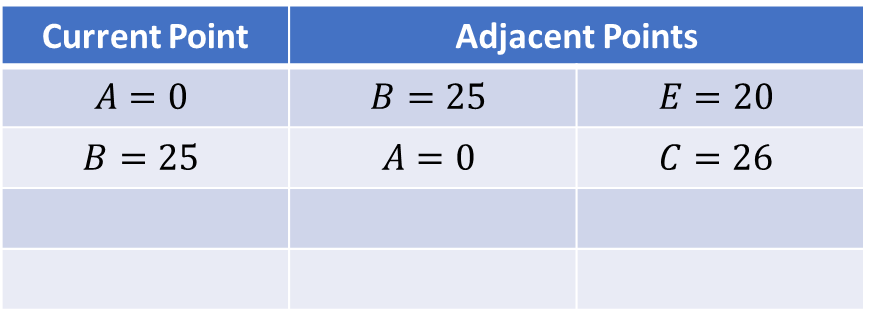 Current Point Adjacent Points
A = 0 B = 25 E = 20
B = 25 A = 0 C = 26